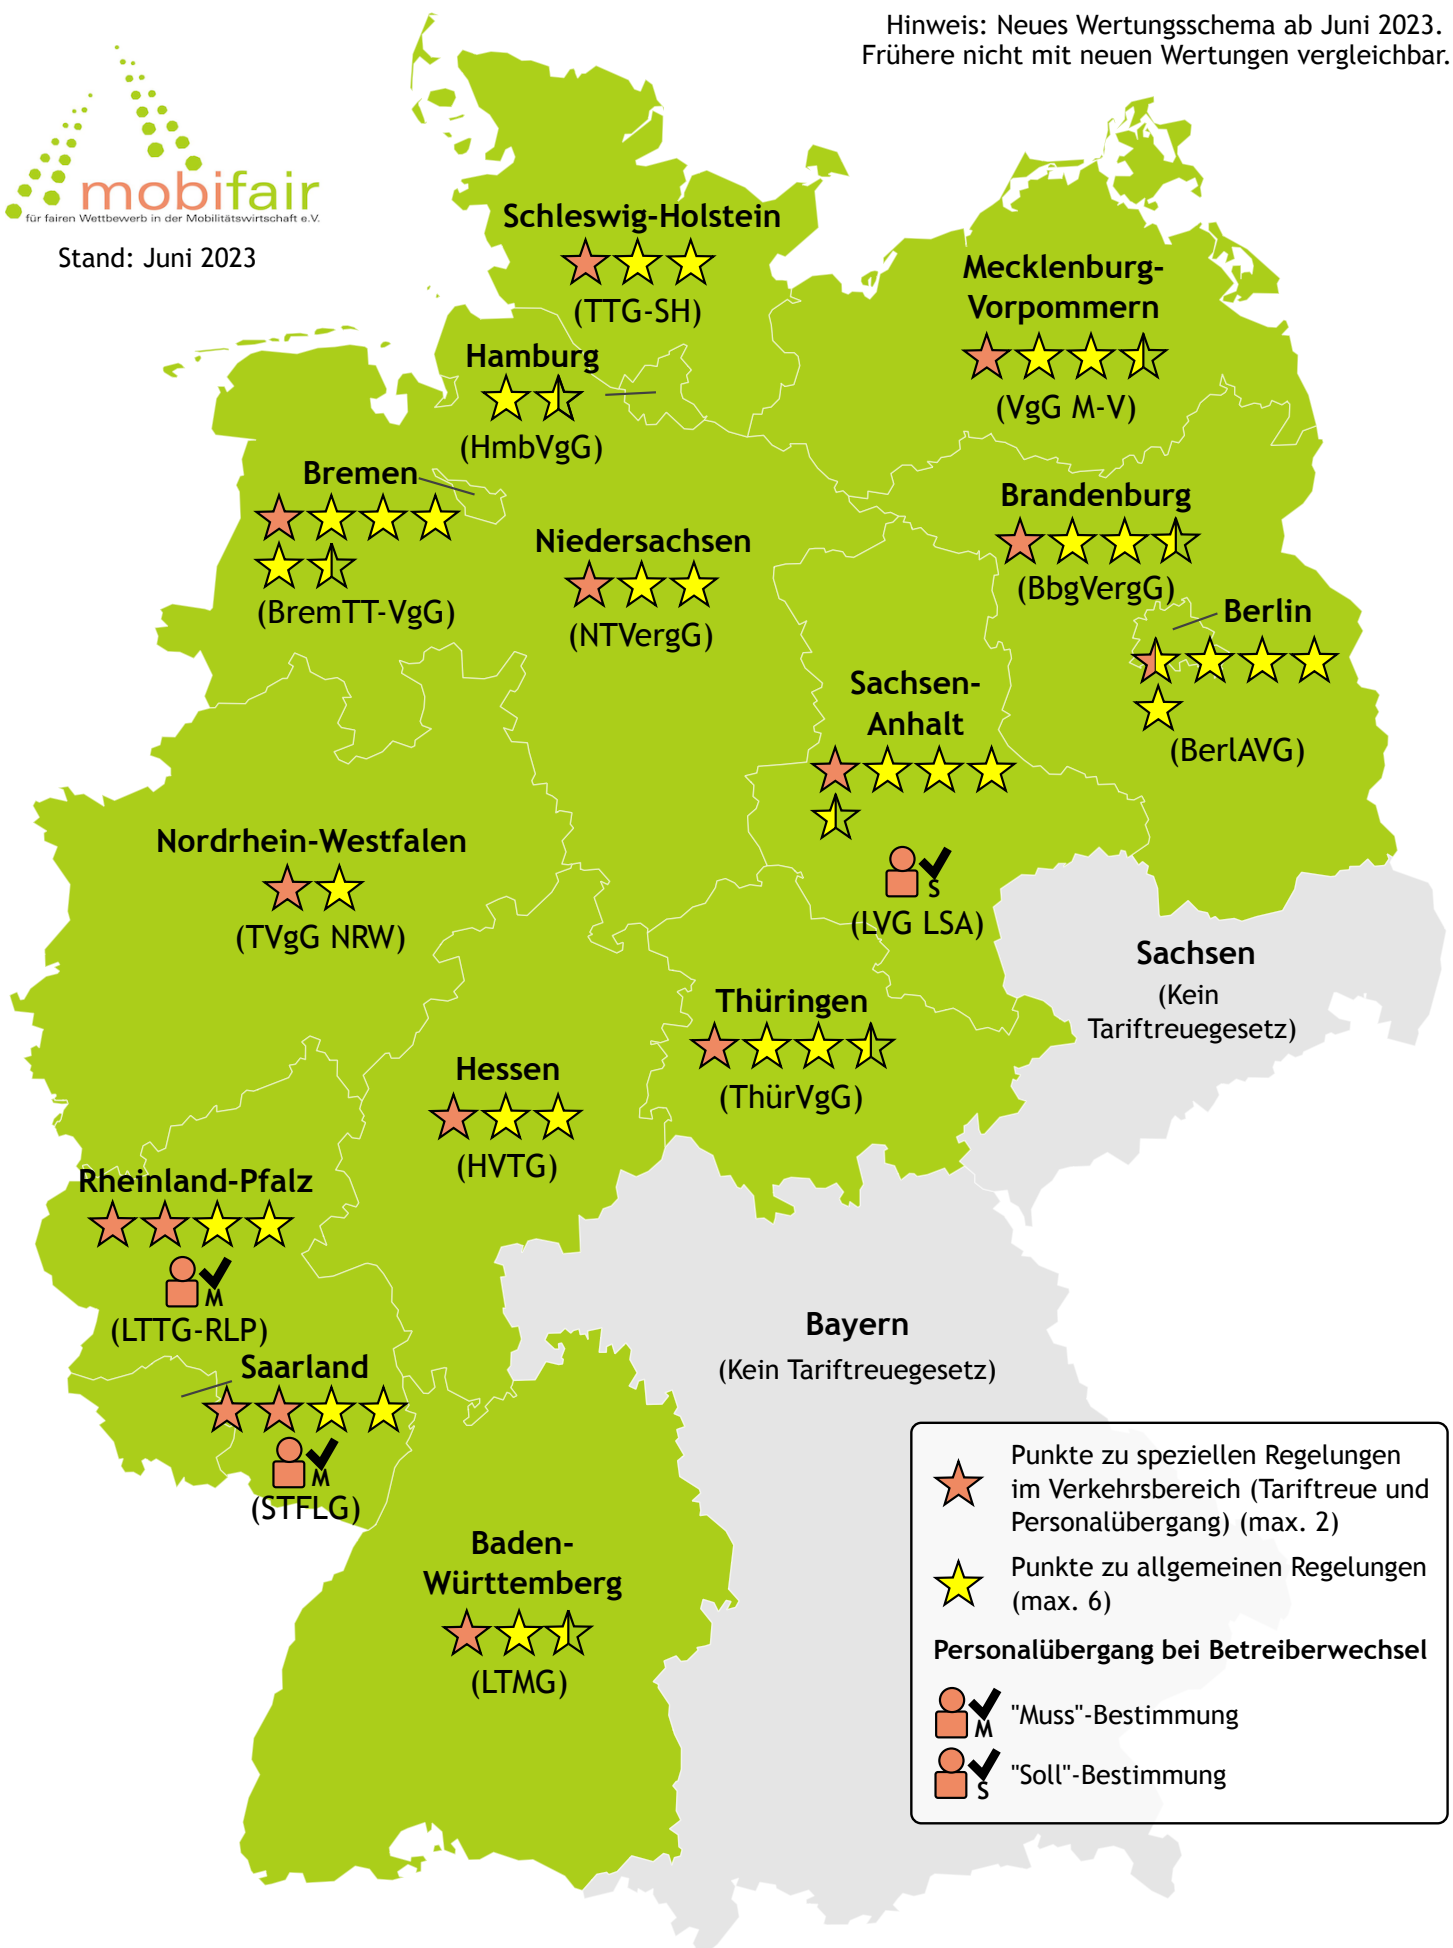 Hinweis: Neues Wertungsschema ab Juni 2023.
Frühere nicht mit neuen Wertungen vergleichbar.
mobifair
für fairen Wettbewerb in der Mobilitätswirtschaft e.V.
Stand: Juni 2023
Schleswig-Holstein
(TTG-SH)
Mecklenburg-
Vorpommern
(VgG M-V)
Hamburg
(HmbVgG)
Bremen
(BremTT-VgG)
Niedersachsen
(NTVergG)
Brandenburg
(BbgVergG)
Berlin
(BerlAVG)
Sachsen-
Anhalt
S
(LVG LSA)
Nordrhein-Westfalen
(TVgG NRW)
Sachsen
(Kein
Tariftreuegesetz)
Thüringen
(ThürVgG)
Hessen
(HVTG)
Rheinland-Pfalz
M
(LTTG-RLP)
Saarland
M
(STFLG)
Bayern
(Kein Tariftreuegesetz)
Baden-
Württemberg
(LTMG)
Punkte zu speziellen Regelungen
im Verkehrsbereich (Tariftreue und
Personalübergang) (max. 2)
Punkte zu allgemeinen Regelungen
(max. 6)
Personalübergang bei Betreiberwechsel
M "Muss"-Bestimmung
S "Soll"-Bestimmung